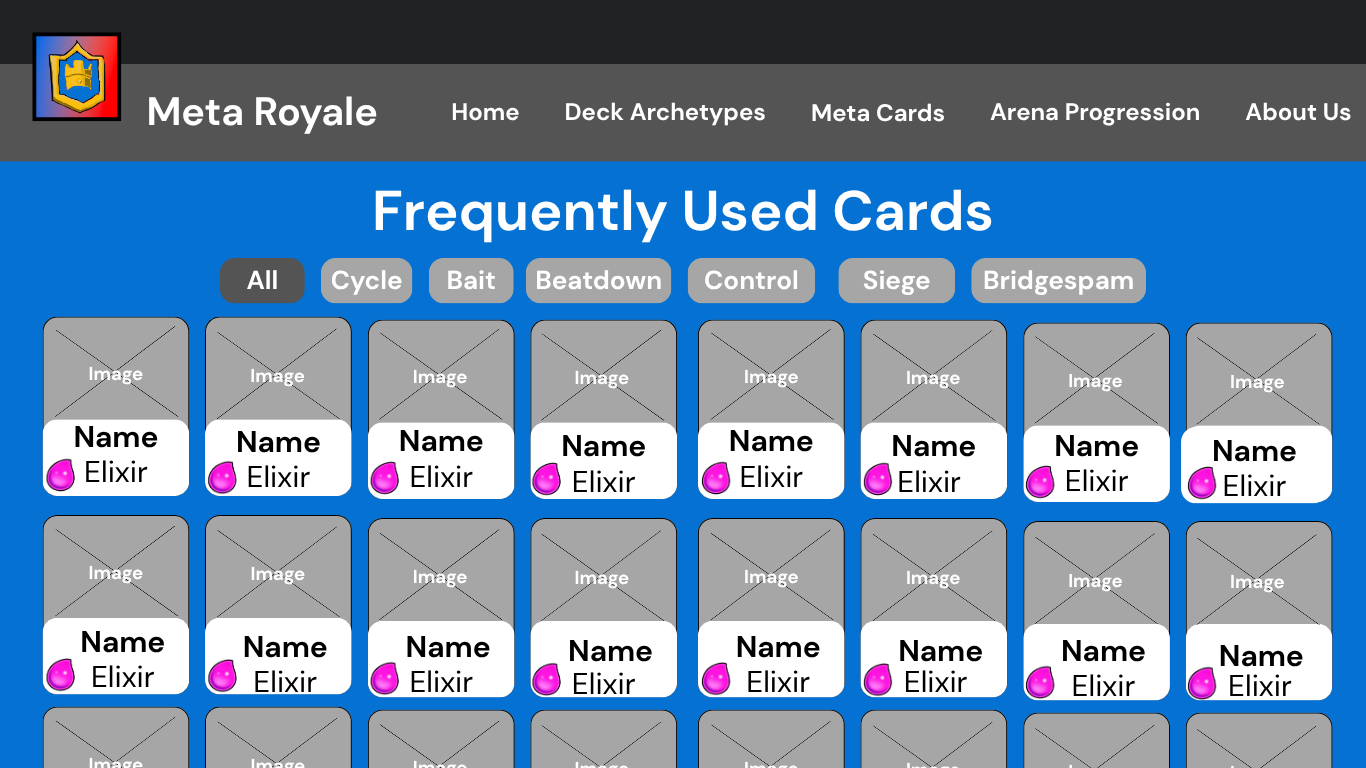 Meta Royale Home Deck Archetypes Meta Cards Arena Progression About Us
Frequently Used Cards
All Cycle Bait Beatdown Control Siege Bridgespam
Image Image Image Image Image Image Image Image
Name Name Name Name Name Name Name Name
Elixir Elixir Elixir Elixir Elixir Elixir Elixir Elixir
Image Image Image Image Image Image Image Image
Name Name Name Name Name Name Name Name
Elixir Elixir Elixir Elixir Elixir Elixir Elixir Elixir
Image Image Image Image Image Image